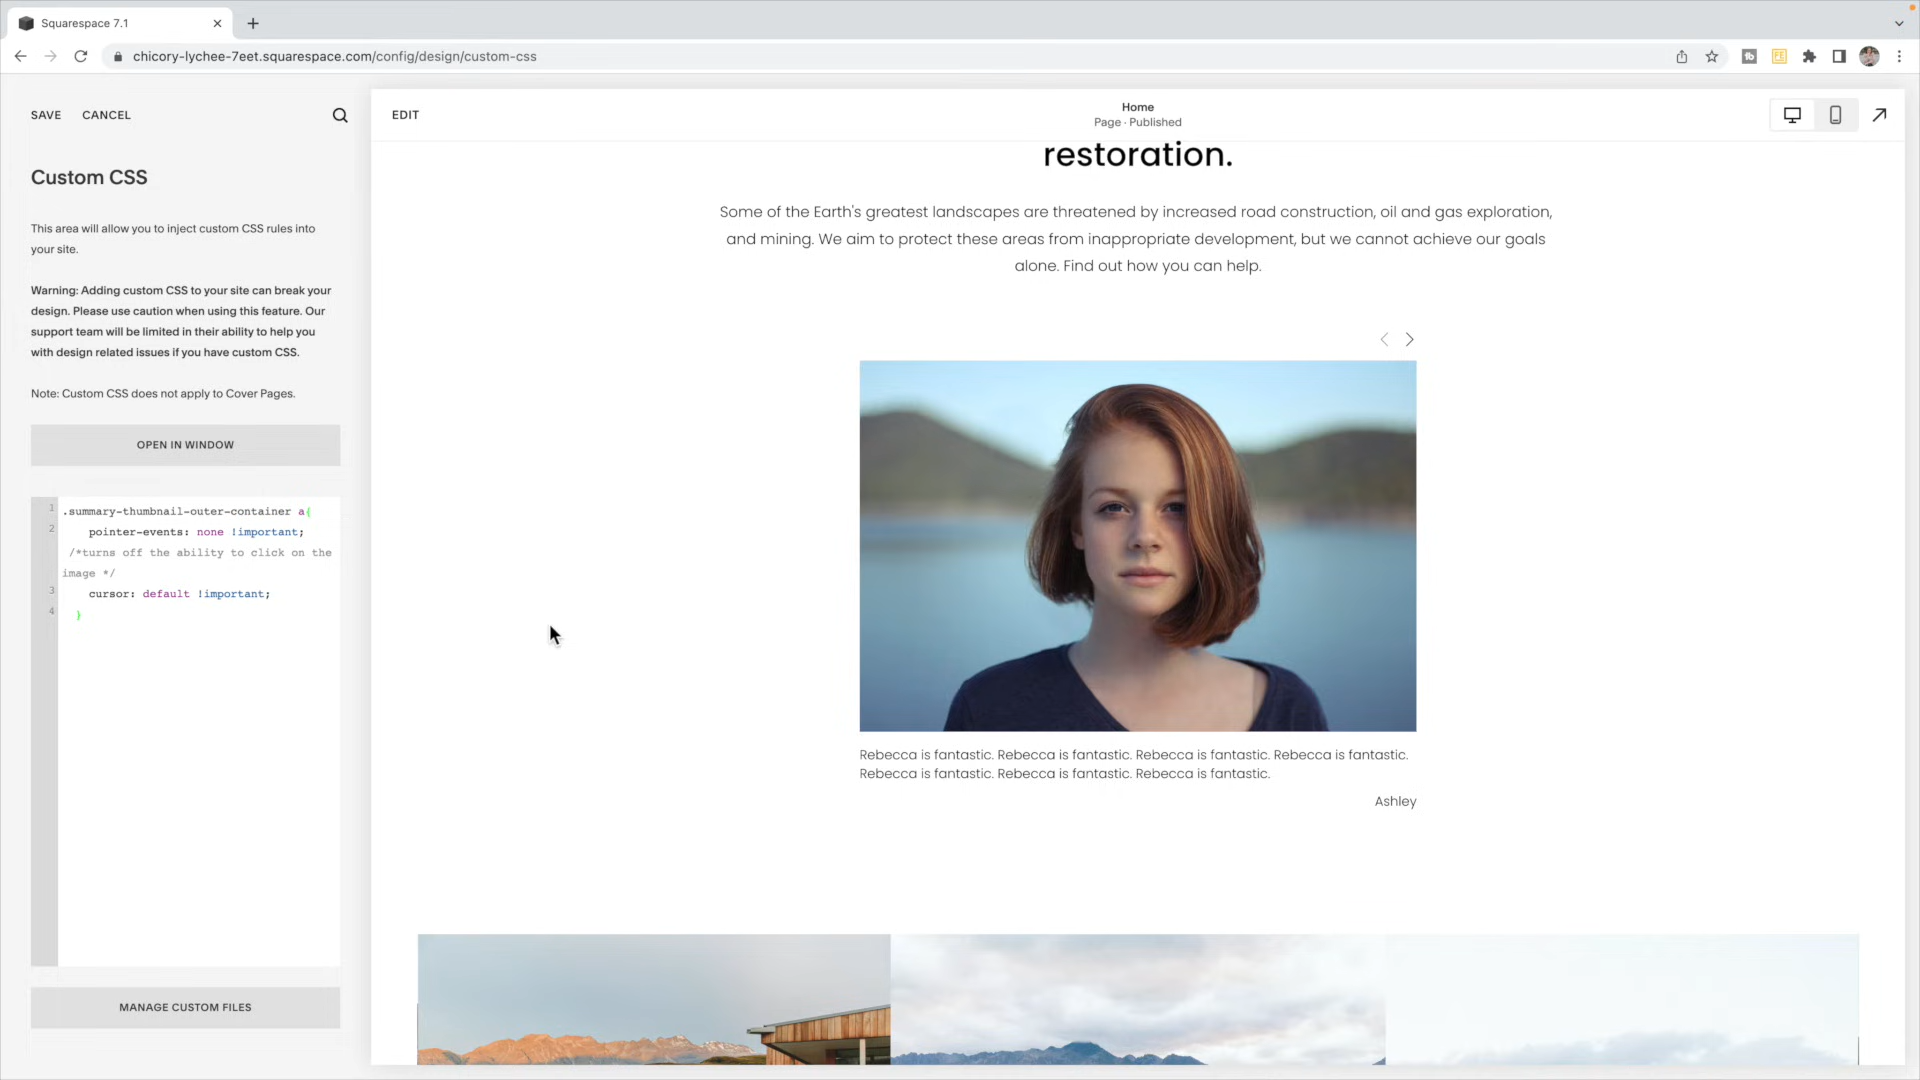 Squarespace 7.1
chicory-lychee-7eet.squarespace.com/config/design/custom-css
SAVE CANCEL
EDIT
Home
Page · Published
Custom CSS
This area will allow you to inject custom CSS rules into
your site.
Warning: Adding custom CSS to your site can break your
design. Please use caution when using this feature. Our
support team will be limited in their ability to help you
with design related issues if you have custom CSS.
Note: Custom CSS does not apply to Cover Pages.
OPEN IN WINDOW
1 .summary-thumbnail-outer-container a{
2 pointer-events: none !important;
/*turns off the ability to click on the
image */
3 cursor: default !important;
4 }
MANAGE CUSTOM FILES
restoration.
Some of the Earth's greatest landscapes are threatened by increased road construction, oil and gas exploration,
and mining. We aim to protect these areas from inappropriate development, but we cannot achieve our goals
alone. Find out how you can help.
Rebecca is fantastic. Rebecca is fantastic. Rebecca is fantastic. Rebecca is fantastic.
Rebecca is fantastic. Rebecca is fantastic. Rebecca is fantastic.
Ashley